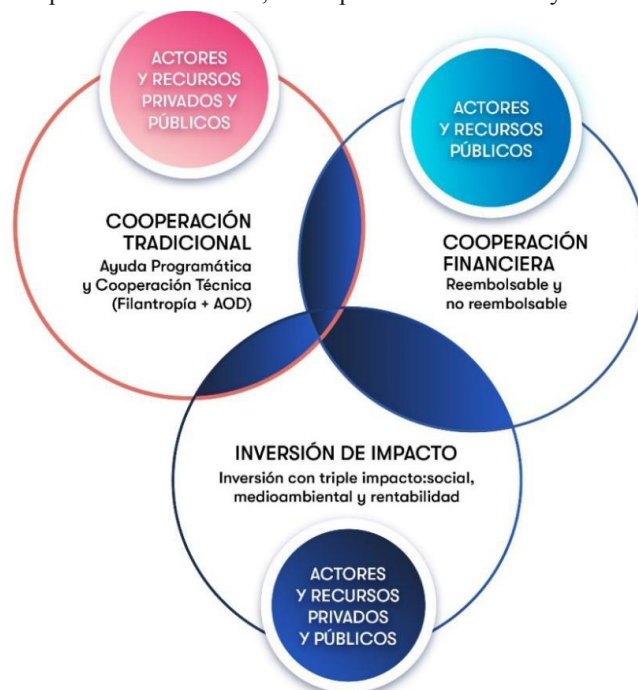 ACTORES
Y RECURSOS
PRIVADOS Y
PÚBLICOS
ACTORES
Y RECURSOS
PÚBLICOS
COOPERACIÓN
TRADICIONAL
Ayuda Programática
y Cooperación Técnica
(Filantropía + AOD)
COOPERACIÓN
FINANCIERA
Reembolsable y
no reembolsable
INVERSIÓN DE IMPACTO
Inversión con triple impacto:social,
medioambiental y rentabilidad
ACTORES
Y RECURSOS
PRIVADOS
Y PÚBLICOS